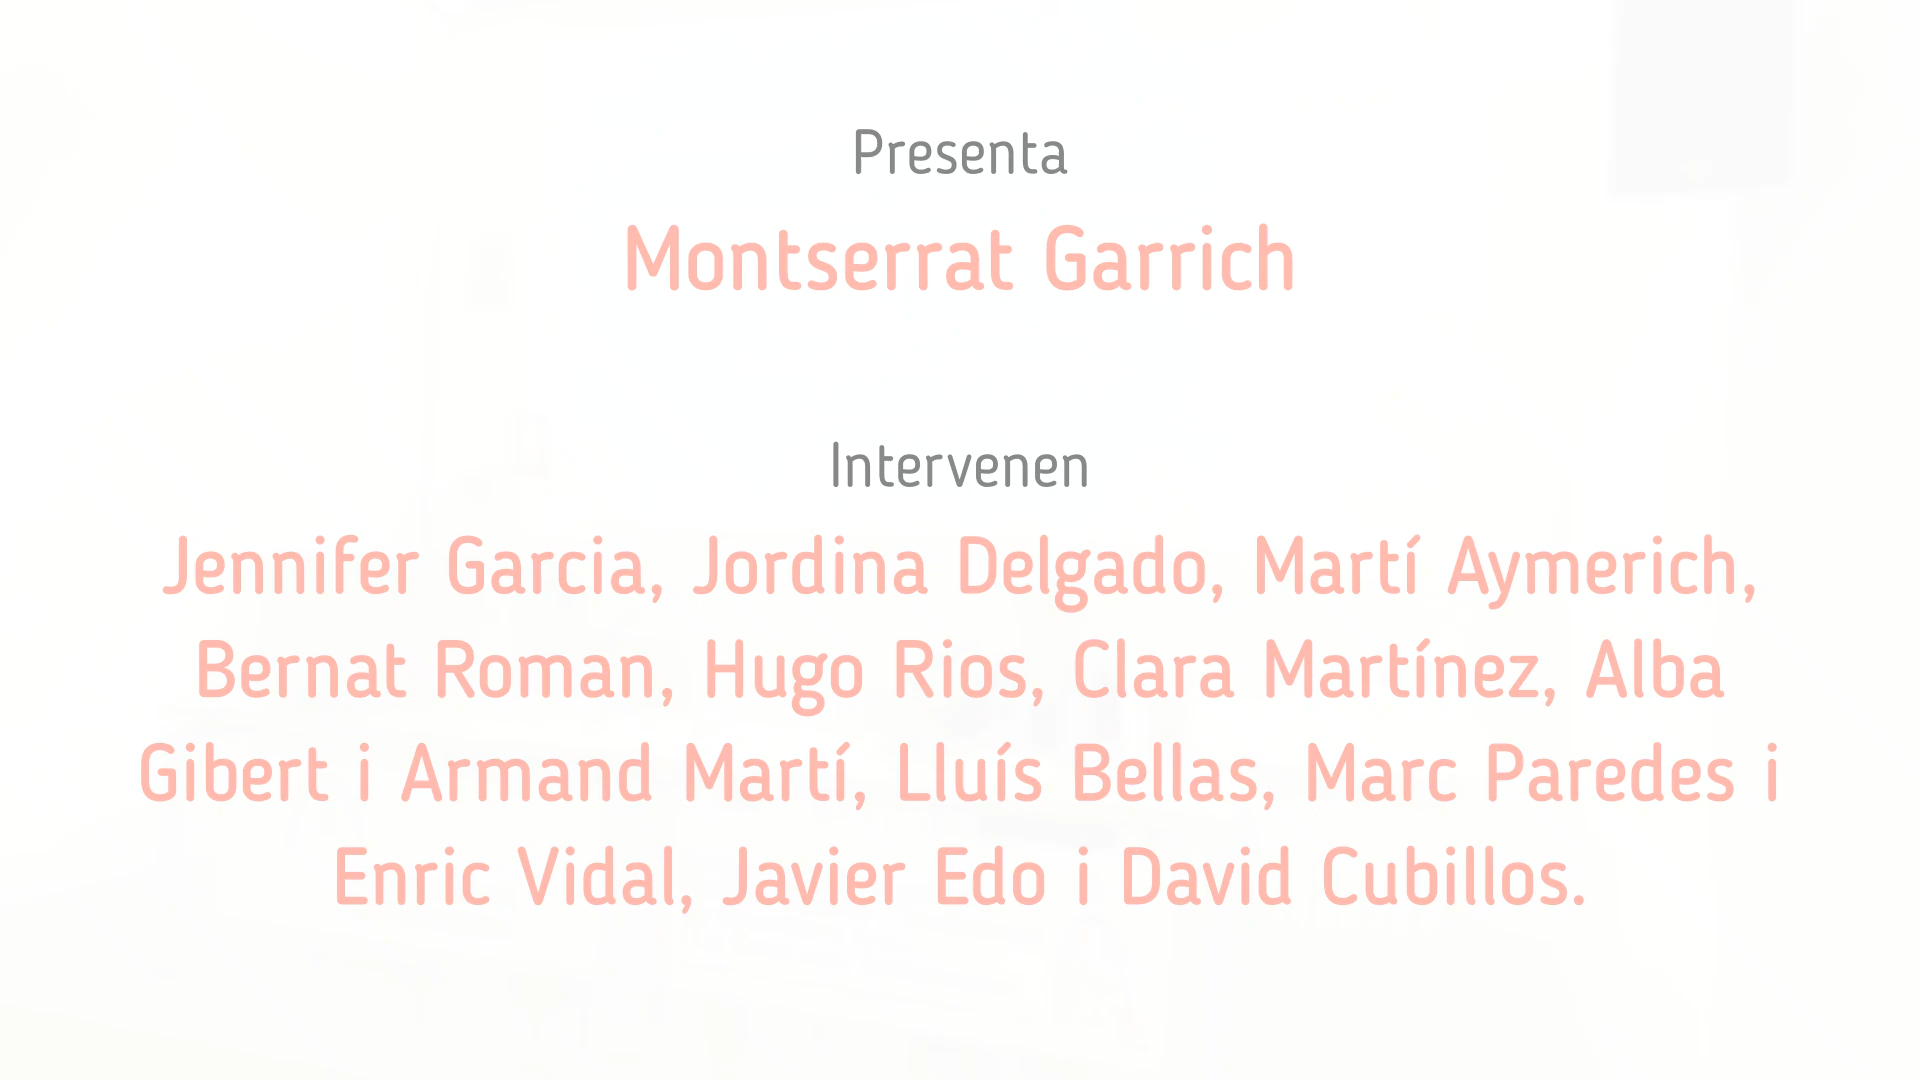 Presenta
Montserrat Garrich
Intervenen
Jennifer Garcia, Jordina Delgado, Martí Aymerich,
Bernat Roman, Hugo Rios, Clara Martínez, Alba
Gibert i Armand Martí, Lluís Bellas, Marc Paredes i
Enric Vidal, Javier Edo i David Cubillos.